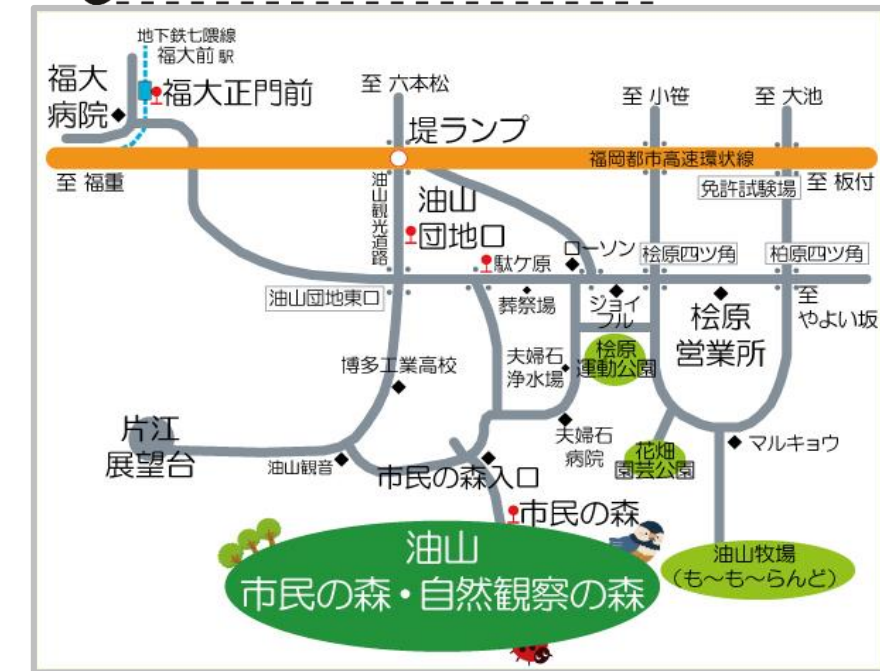 地下鉄七隈線
福大前 駅
福大
病院
福大正門前
至 六本松
至 小笹
至 大池
堤ランプ
福岡都市高速環状線
至 福重
免許試験場
至 板付
油山観光道路
油山
団地口
駄ケ原
ローソン
桧原四ツ角
柏原四ツ角
油山団地東口
葬祭場
ジョイ
フル
桧原
営業所
至
やよい坂
博多工業高校
夫婦石
浄水場
桧原
運動公園
片江
展望台
油山観音
市民の森入口
夫婦石
病院
花畑
園芸公園
マルキョウ
市民の森
油山
市民の森・自然観察の森
油山牧場
(も〜も〜らんど)